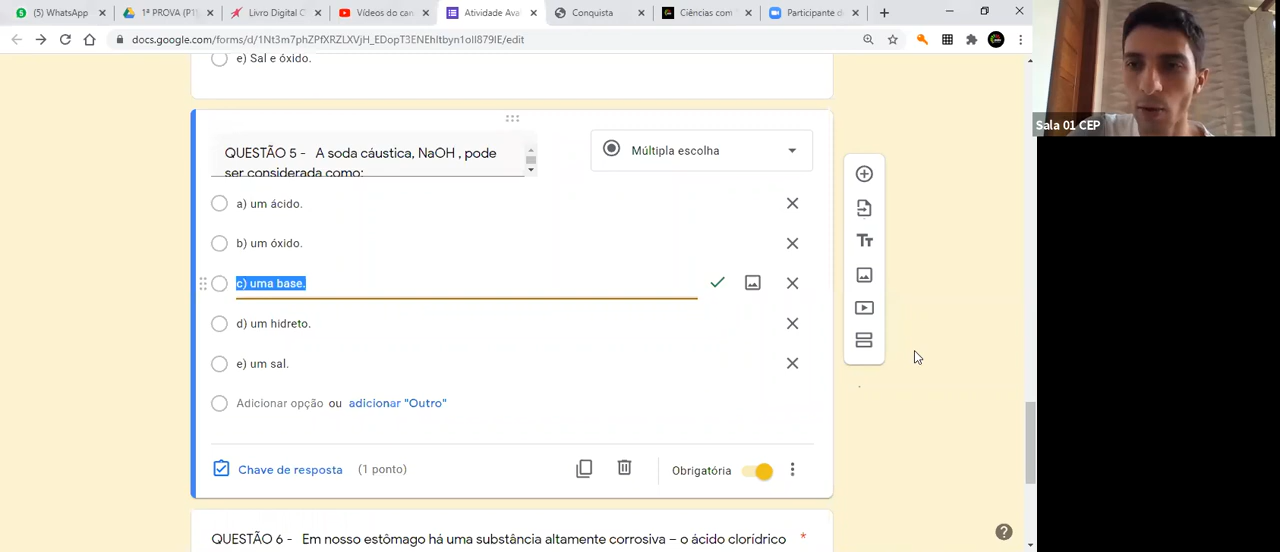 (5) WhatsApp
1ª PROVA (P1)
Livro Digital C
Vídeos do can
Atividade Ava
Conquista
Ciências com
Participante d
docs.google.com/forms/d/1Nt3m7phZPfXRZLXVjH_EDopT3ENEhltbyn1oIl879IE/edit
e) Sal e óxido.
Sala 01 CEP
QUESTÃO 5 - A soda cáustica, NaOH , pode
ser considerada como:
Múltipla escolha
a) um ácido.
b) um óxido.
c) uma base.
d) um hidreto.
e) um sal.
Adicionar opção ou adicionar "Outro"
Chave de resposta (1 ponto)
Obrigatória
QUESTÃO 6 - Em nosso estômago há uma substância altamente corrosiva – o ácido clorídrico *